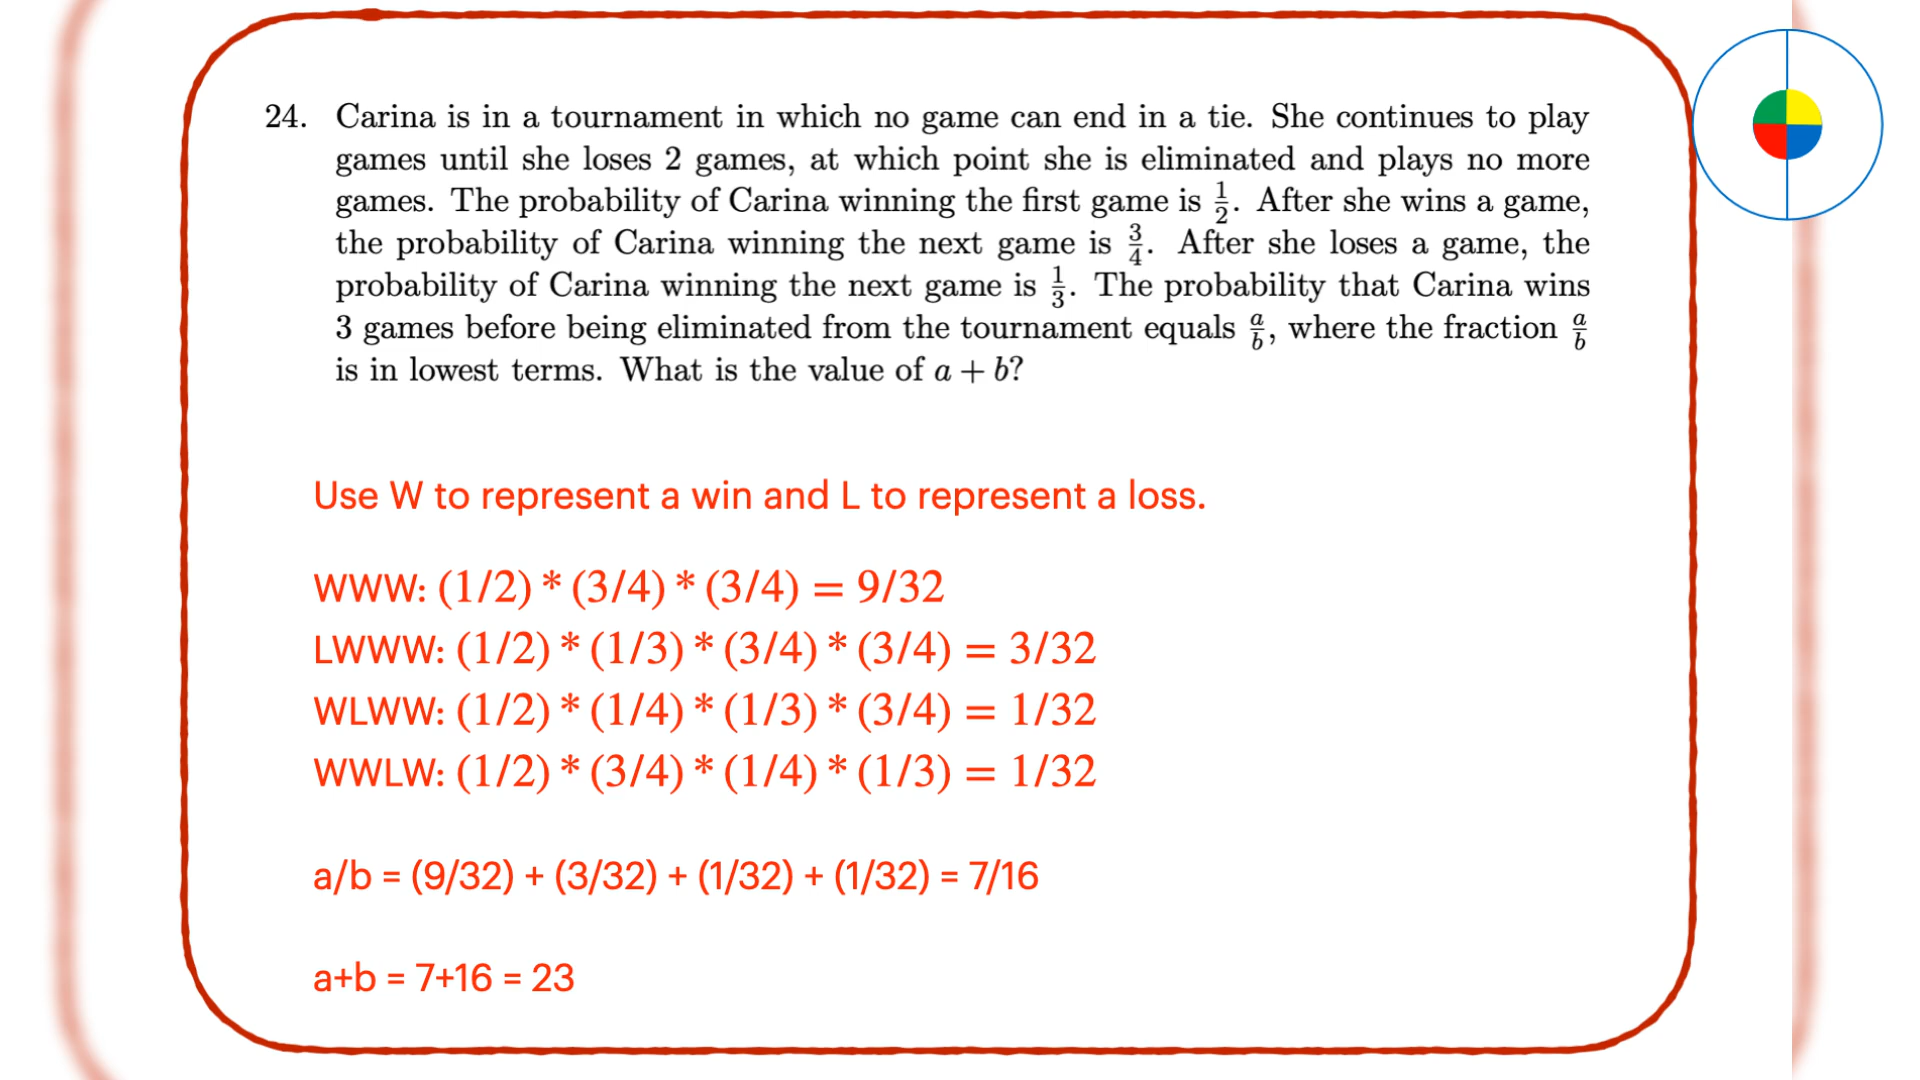 24. Carina is in a tournament in which no game can end in a tie. She continues to play
games until she loses 2 games, at which point she is eliminated and plays no more
games. The probability of Carina winning the first game is 1/2. After she wins a game,
the probability of Carina winning the next game is 3/4. After she loses a game, the
probability of Carina winning the next game is 1/3. The probability that Carina wins
3 games before being eliminated from the tournament equals a/b, where the fraction a/b
is in lowest terms. What is the value of a + b?
Use W to represent a win and L to represent a loss.
WWW: (1/2) * (3/4) * (3/4) = 9/32
LWWW: (1/2) * (1/3) * (3/4) * (3/4) = 3/32
WLWW: (1/2) * (1/4) * (1/3) * (3/4) = 1/32
WWLW: (1/2) * (3/4) * (1/4) * (1/3) = 1/32
a/b = (9/32) + (3/32) + (1/32) + (1/32) = 7/16
a+b = 7+16 = 23